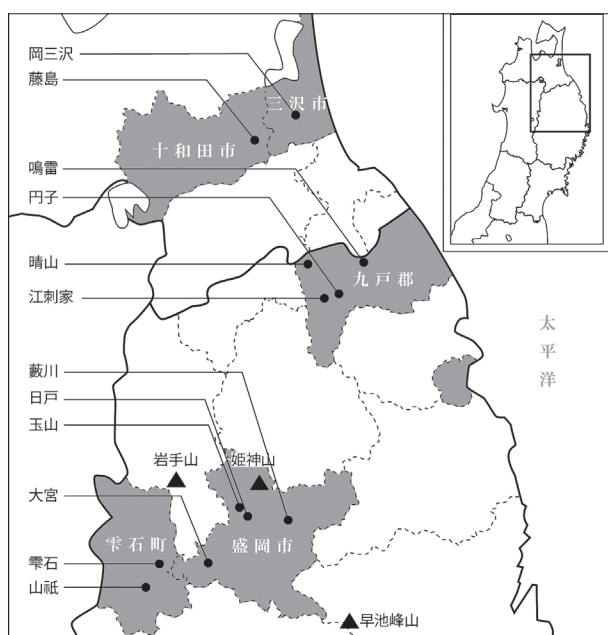 岡三沢
藤島
三沢市
十和田市
鳴雷
円子
晴山
九戸郡
江刺家
太平洋
藪川
日戸
玉山
岩手山
姫神山
大宮
雫石町
盛岡市
雫石
山祇
早池峰山